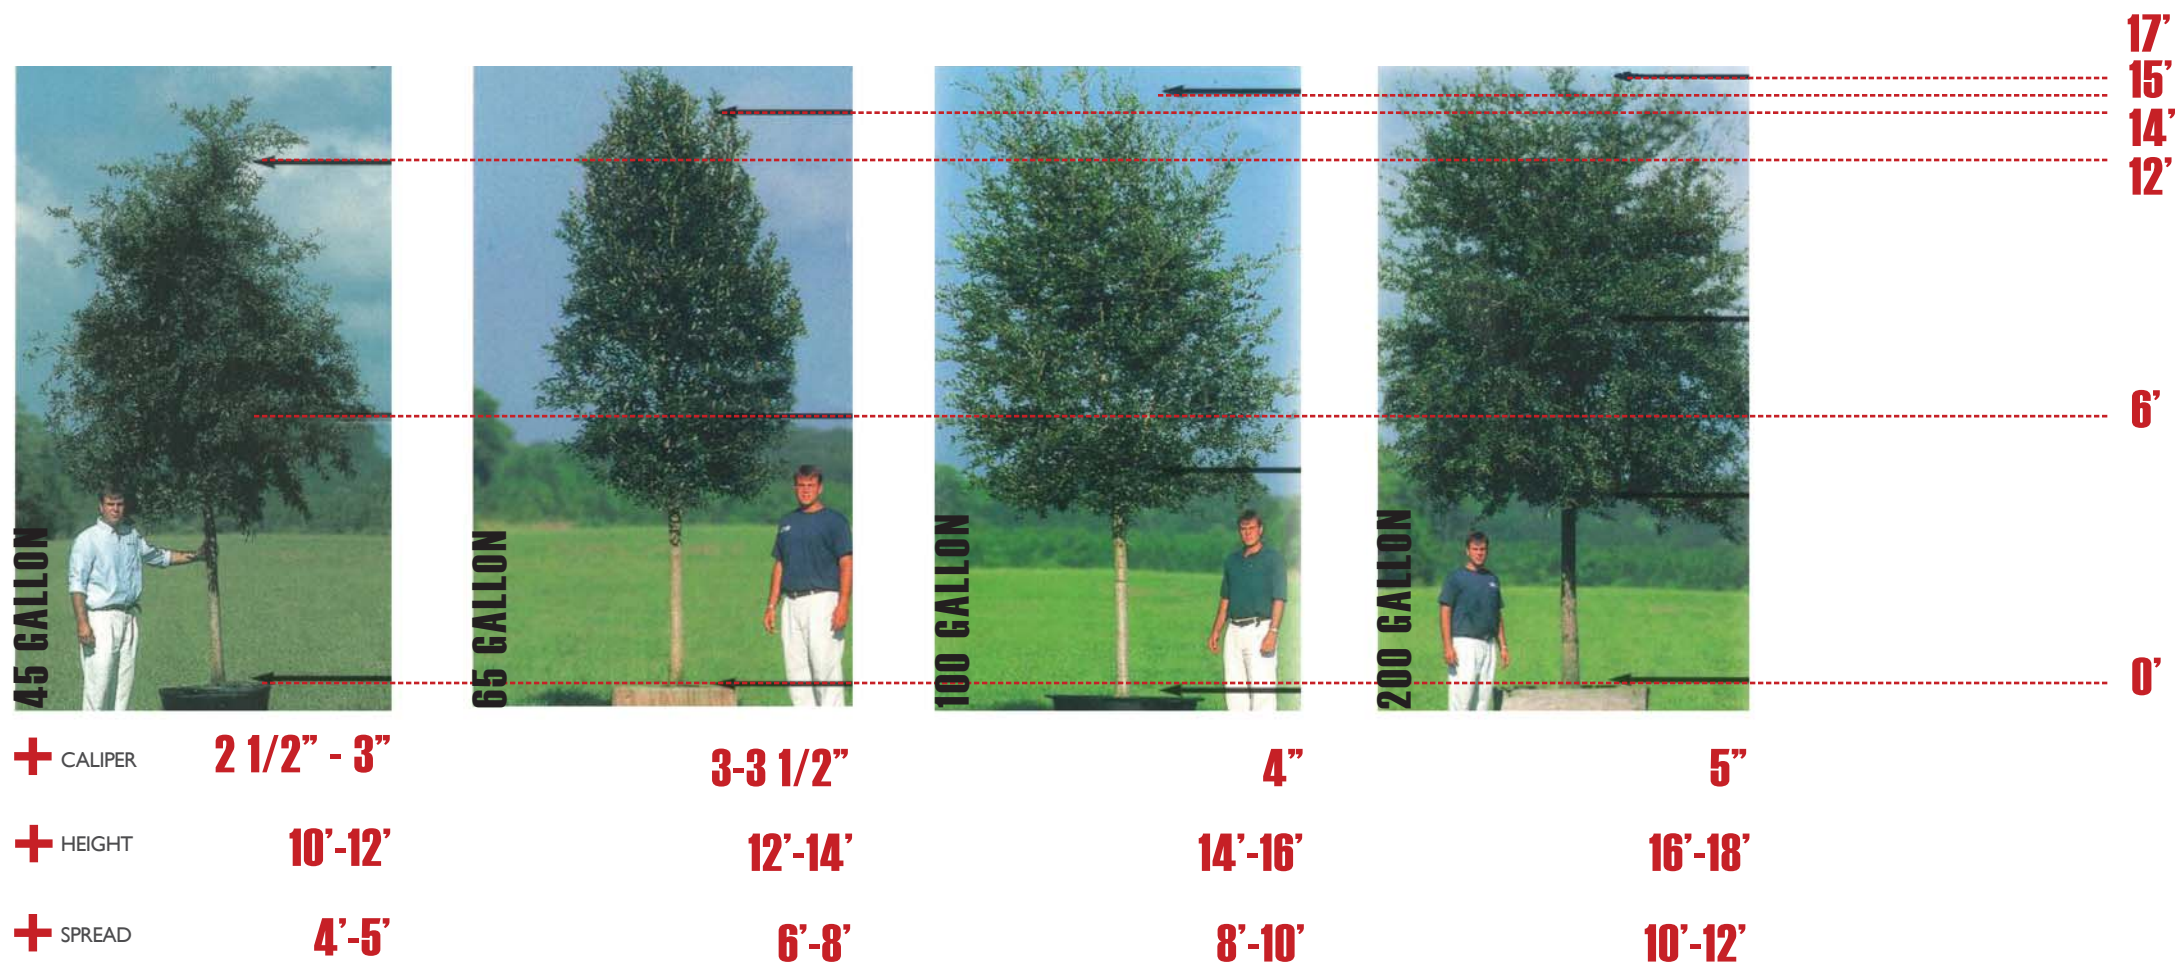 17’
15’
14’
12’
6’
0’
45 GALLON
65 GALLON
100 GALLON
200 GALLON
CALIPER 2 1/2” - 3” 3-3 1/2” 4” 5”
HEIGHT 10’-12’ 12’-14’ 14’-16’ 16’-18’
SPREAD 4’-5’ 6’-8’ 8’-10’ 10’-12’